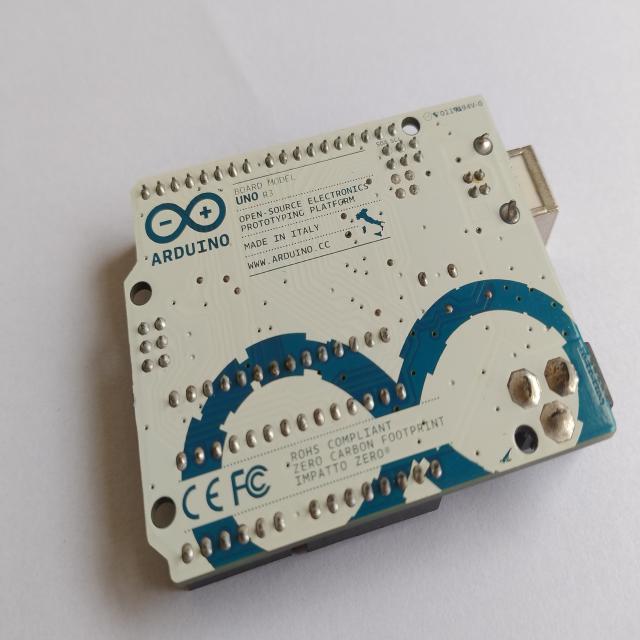 BOARD MODEL
UNO R3
OPEN-SOURCE ELECTRONICS
PROTOTYPING PLATFORM
MADE IN ITALY
WWW.ARDUINO.CC
ARDUINO
ROHS COMPLIANT
ZERO CARBON FOOTPRINT
IMPATTO ZERO®
CE FC